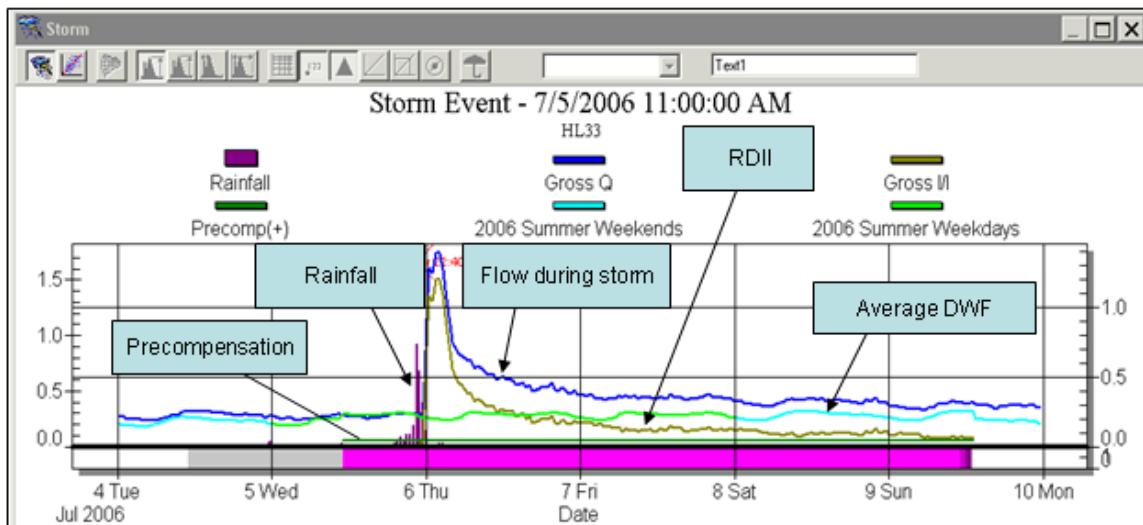 Storm
Text1
Storm Event - 7/5/2006 11:00:00 AM
HL33
RDII
Rainfall
Gross Q
Gross I/I
Precomp(+)
2006 Summer Weekends
2006 Summer Weekdays
Rainfall
Flow during storm
Average DWF
Precompensation
1.5
1.0
0.5
0.0
1.0
0.5
0.0
0
4 Tue
5 Wed
6 Thu
7 Fri
8 Sat
9 Sun
10 Mon
Jul 2006
Date